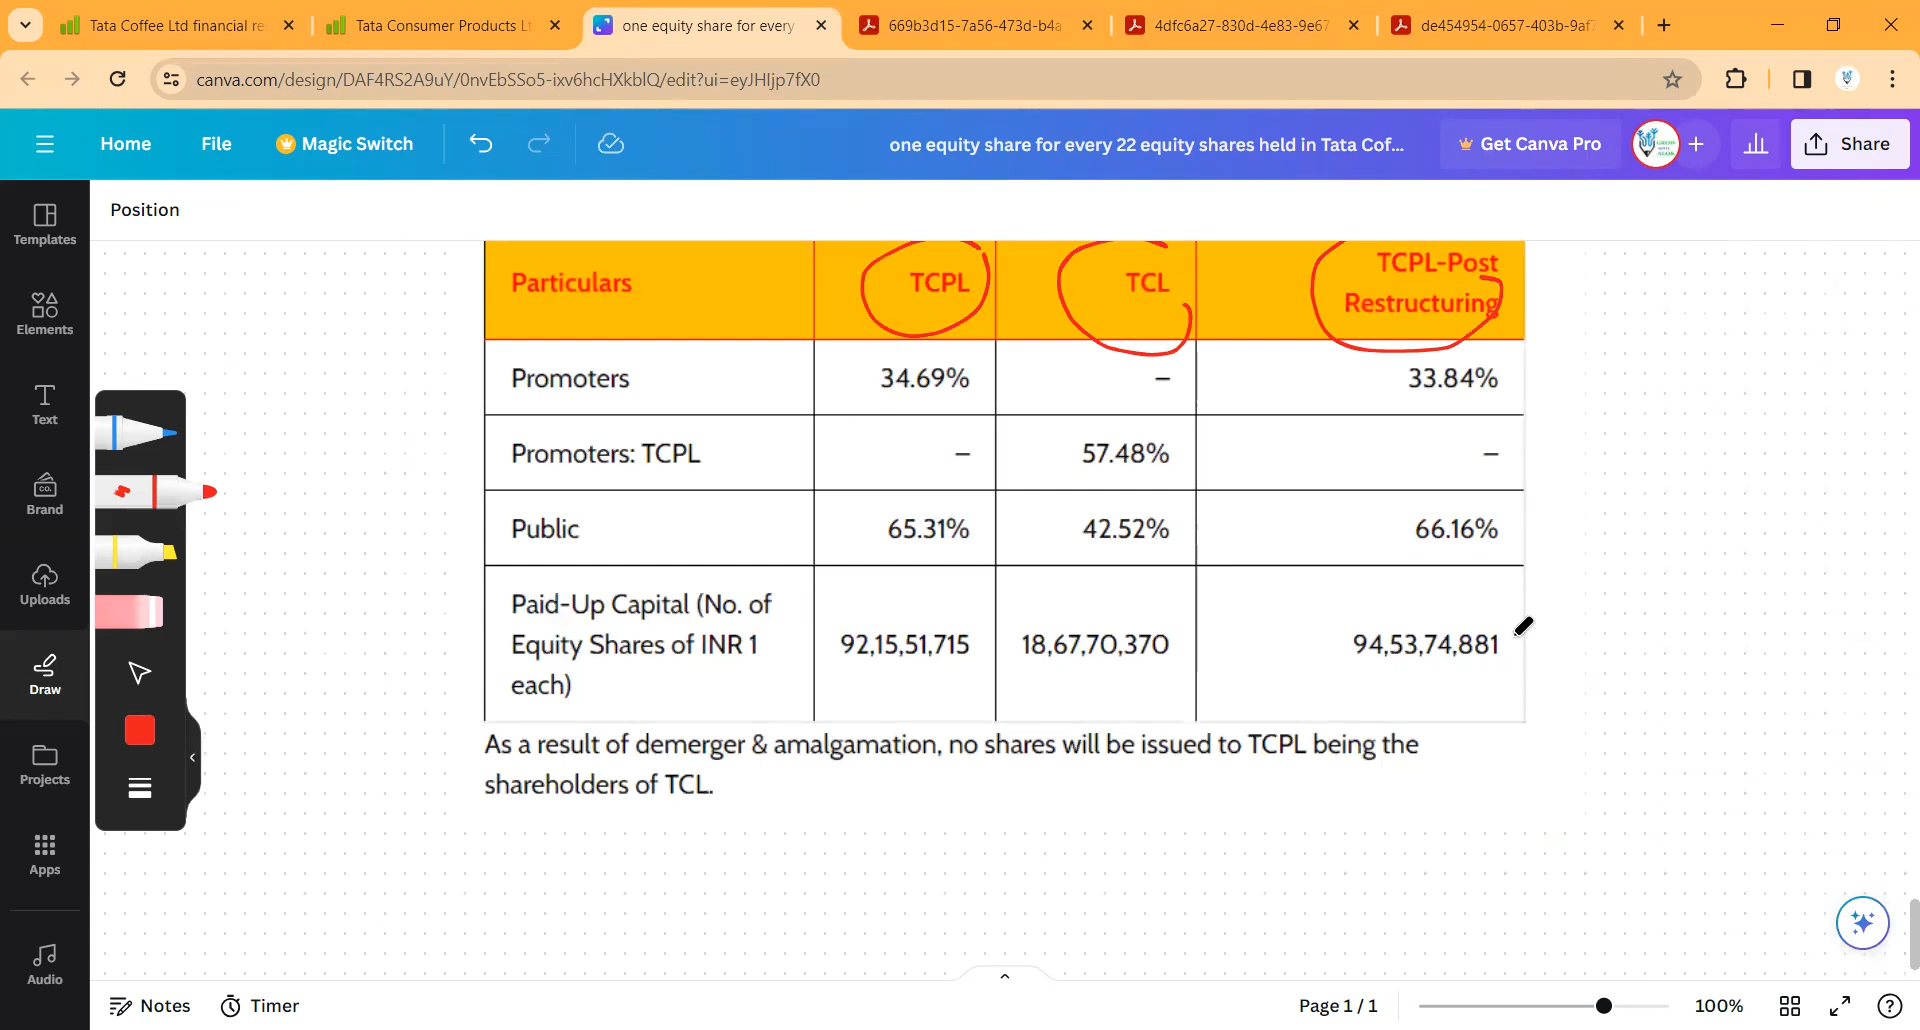 Tata Coffee Ltd financial re
Tata Consumer Products Lt
one equity share for every
669b3d15-7a56-473d-b4a
4dfc6a27-830d-4e83-9e67
de454954-0657-403b-9af7
canva.com/design/DAF4RS2A9uY/0nvEbSSo5-ixv6hcHXkblQ/edit?ui=eyJHIjp7fX0
Home
File
Magic Switch
one equity share for every 22 equity shares held in Tata Cof...
Get Canva Pro
Share
Templates
Elements
Text
Brand
Uploads
Draw
Projects
Apps
Audio
Position
Particulars TCPL TCL TCPL-Post Restructuring
Promoters 34.69% – 33.84%
Promoters: TCPL – 57.48% –
Public 65.31% 42.52% 66.16%
Paid-Up Capital (No. of
Equity Shares of INR 1 92,15,51,715 18,67,70,370 94,53,74,881
each)
As a result of demerger & amalgamation, no shares will be issued to TCPL being the
shareholders of TCL.
Notes
Timer
Page 1 / 1
100%